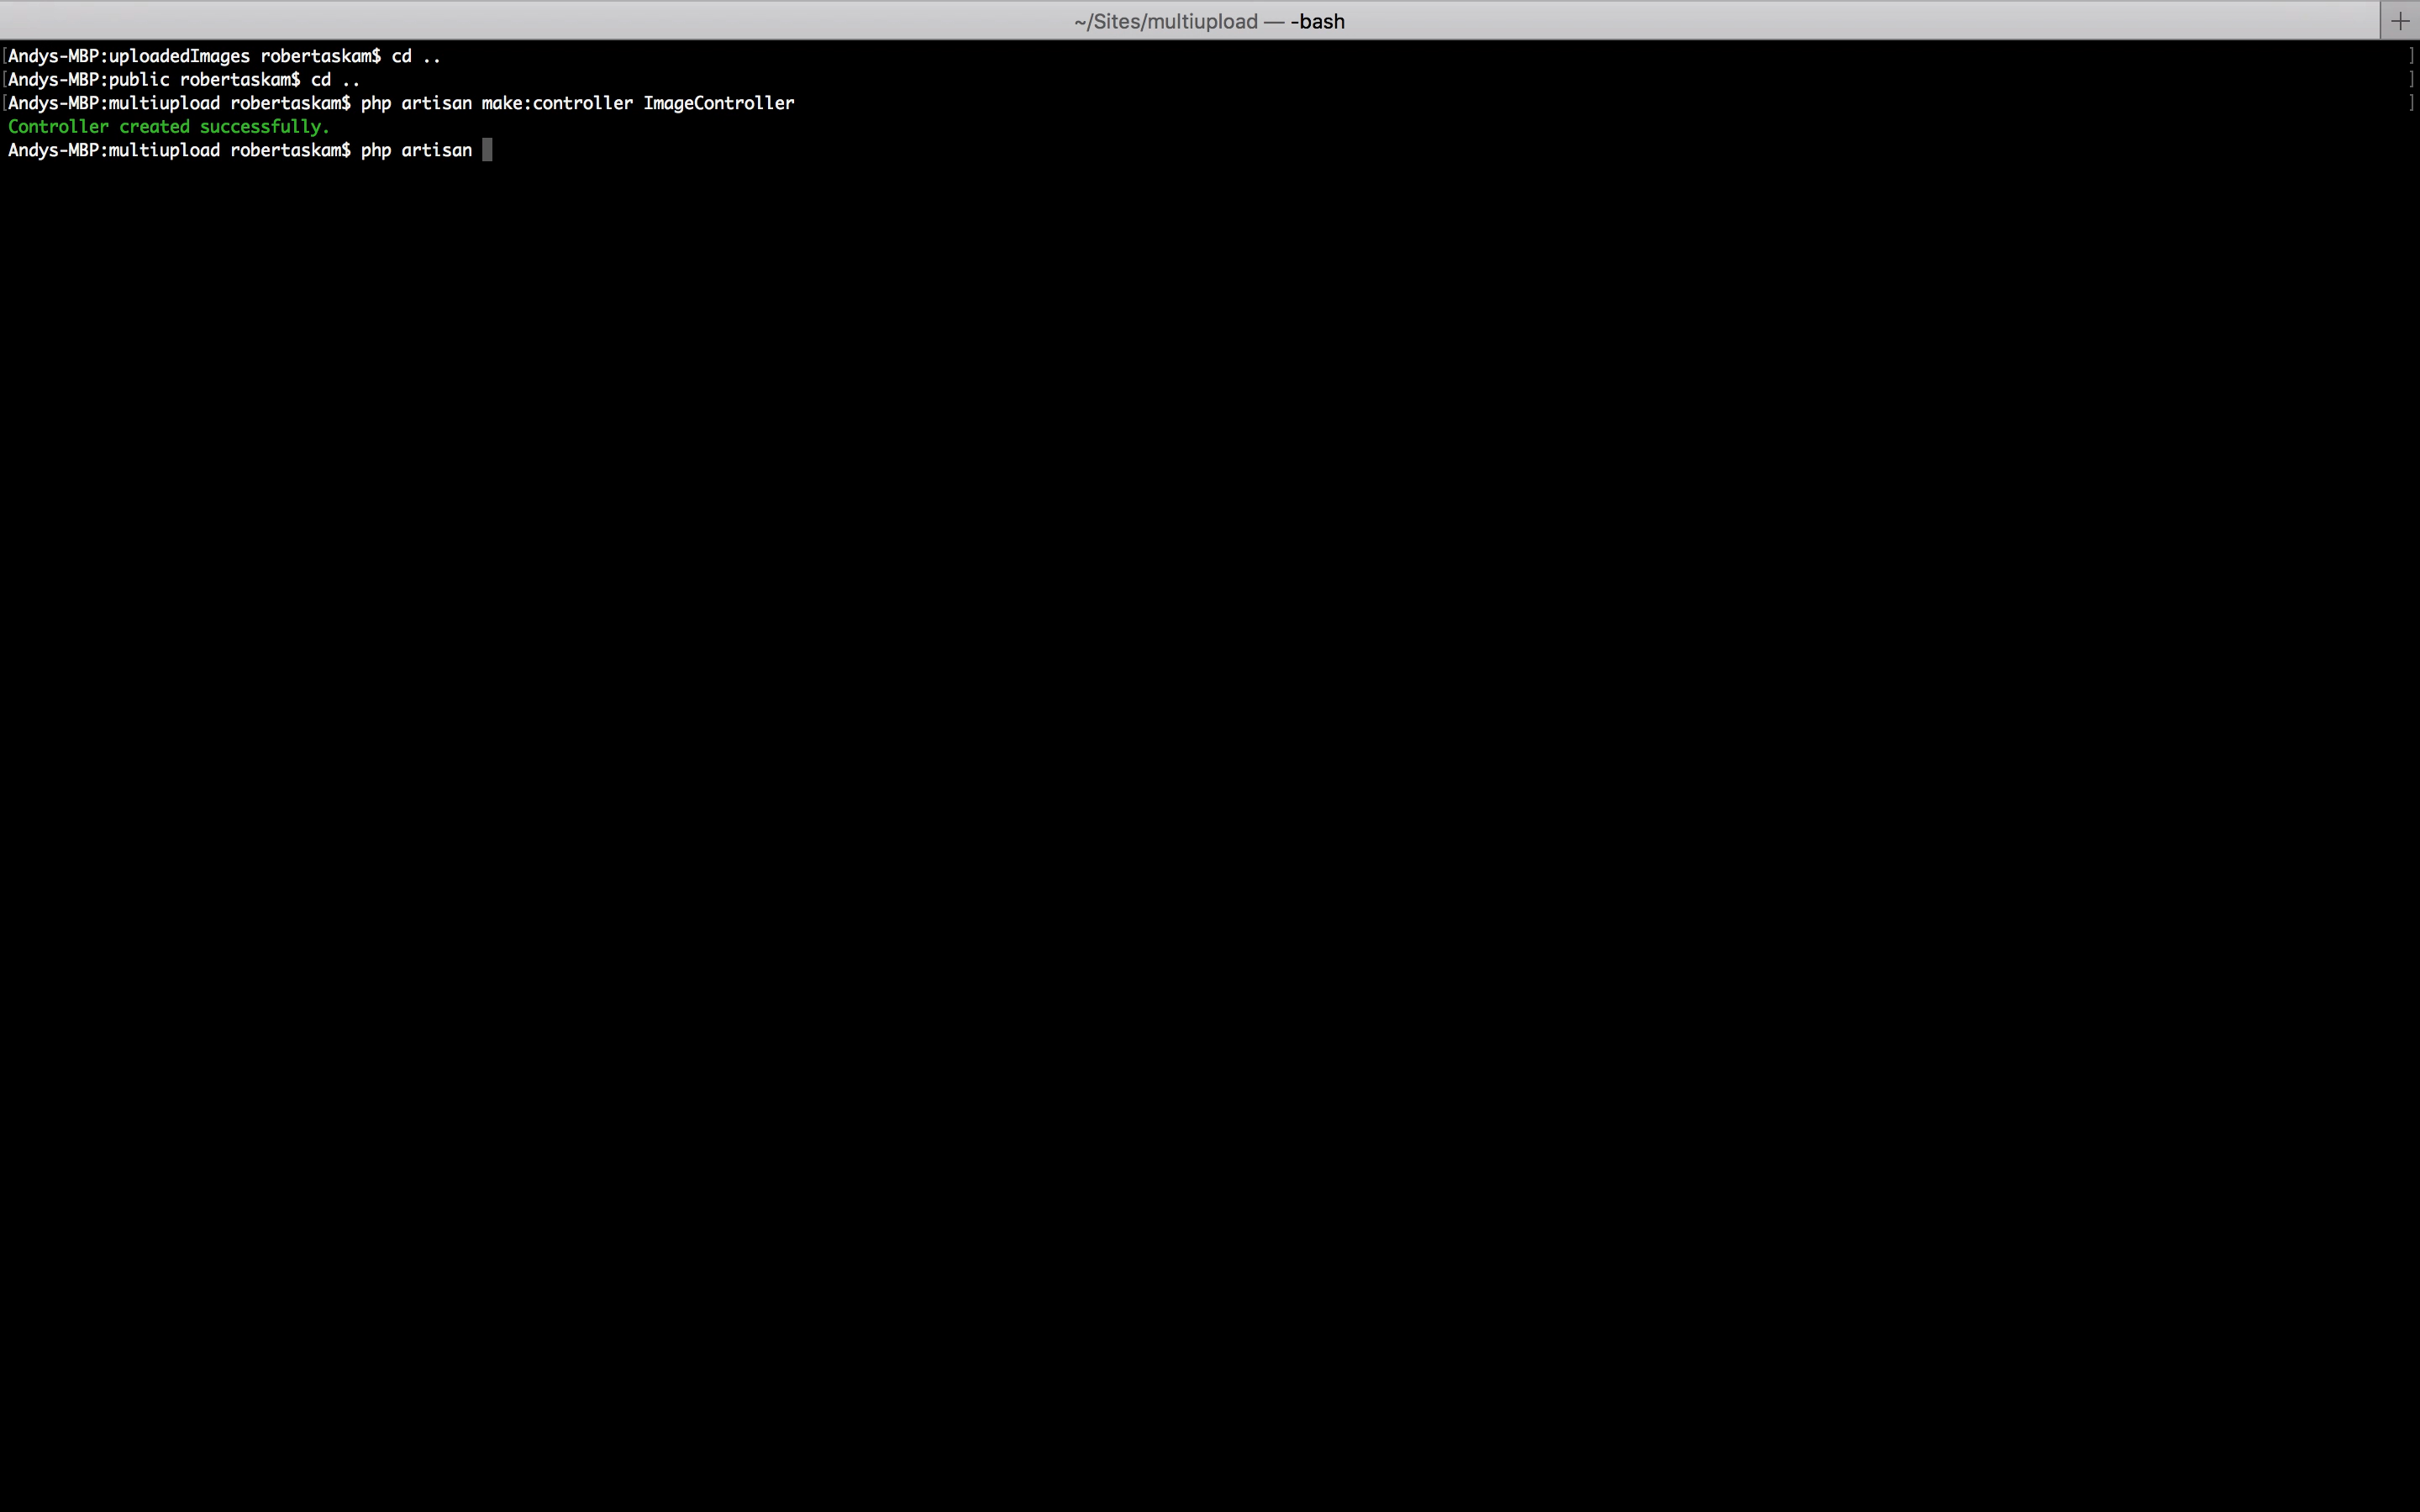 ~/Sites/multiupload — -bash
[Andys-MBP:uploadedImages robertaskam$ cd .. ]
[Andys-MBP:public robertaskam$ cd .. ]
[Andys-MBP:multiupload robertaskam$ php artisan make:controller ImageController ]
Controller created successfully.
Andys-MBP:multiupload robertaskam$ php artisan